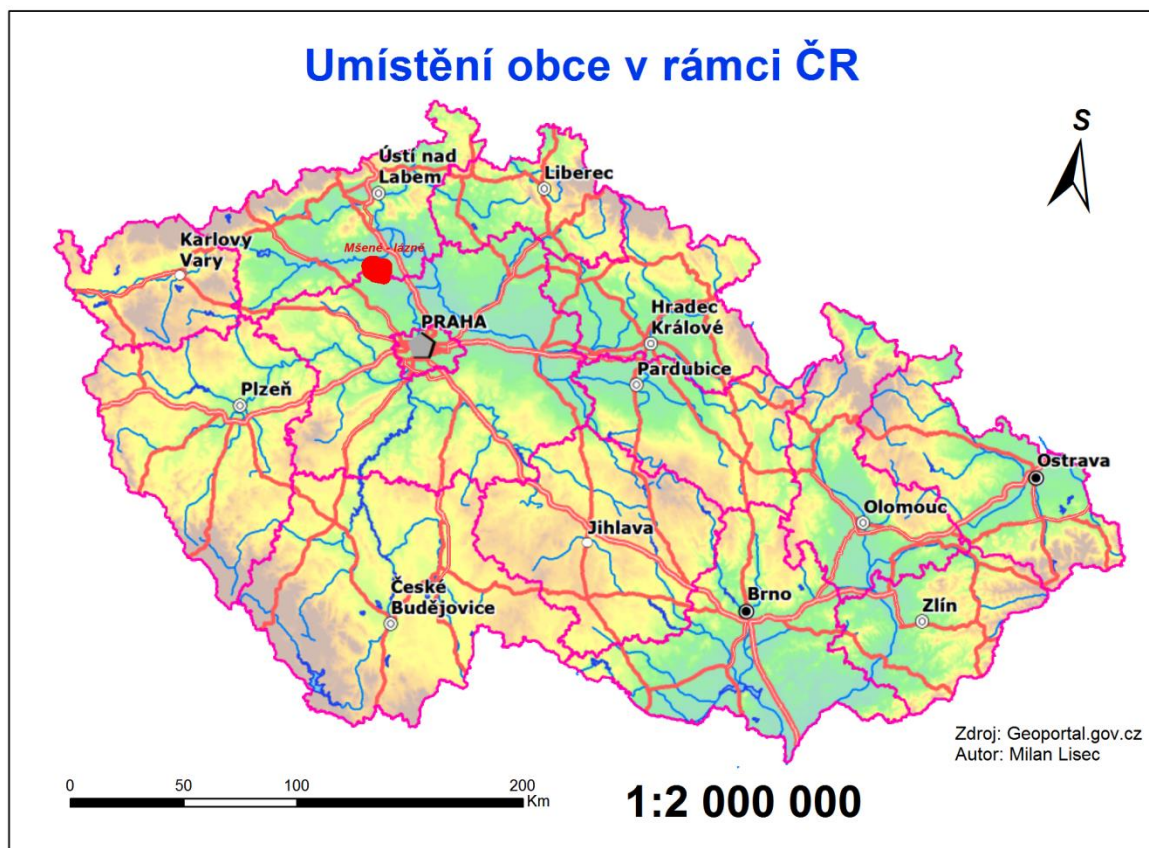 Umístění obce v rámci ČR
S
Ústí nad
Labem
Liberec
Mšené - lázně
Karlovy
Vary
PRAHA
Hradec
Králové
Pardubice
Plzeň
Ostrava
Olomouc
Jihlava
České
Budějovice
Brno
Zlín
Zdroj: Geoportal.gov.cz
Autor: Milan Lisec
0 50 100 200
Km
1:2 000 000